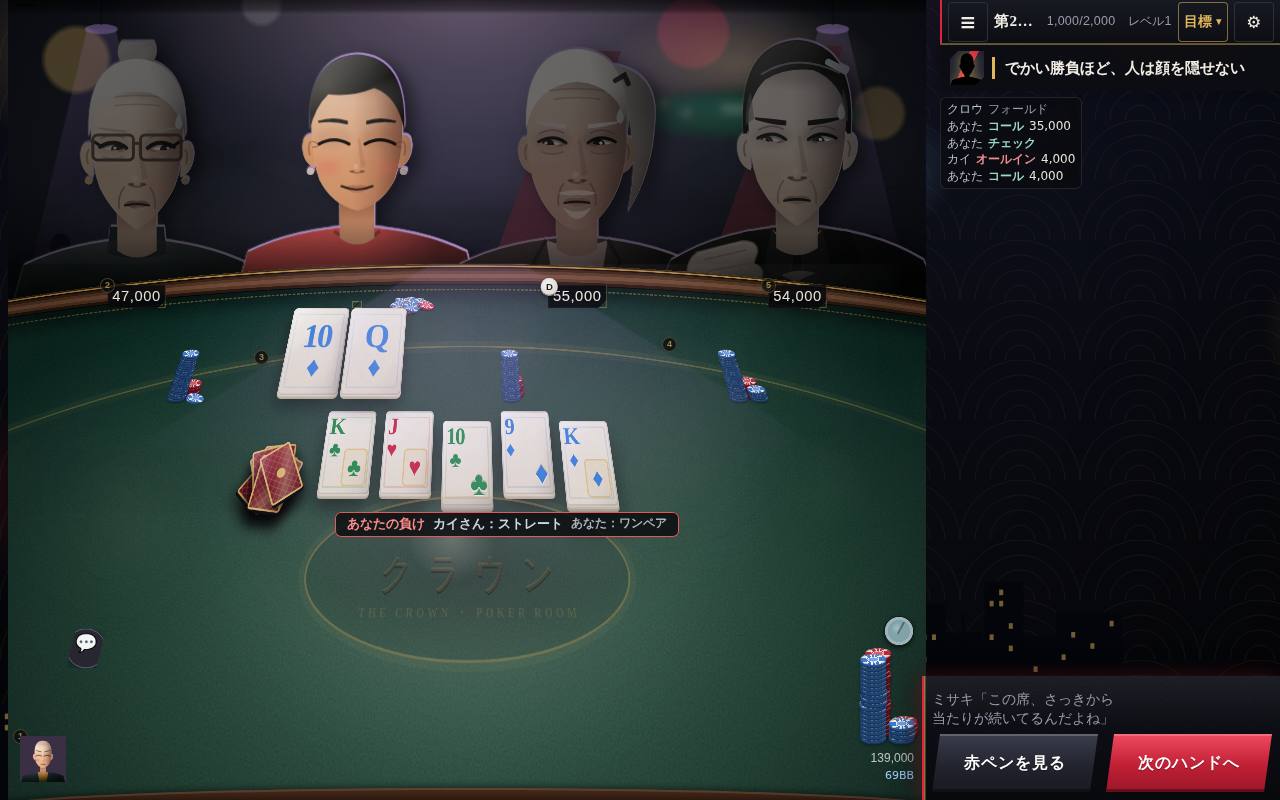 第2… 1,000/2,000 レベル1 目標 ▾
でかい勝負ほど、人は顔を隠せない
クロウ フォールド
あなた コール 35,000
あなた チェック
カイ オールイン 4,000
あなた コール 4,000
2
47,000
D
55,000
5
54,000
3
4
10 Q
K J 10 9 K
あなたの負け カイさん：ストレート あなた：ワンペア
クラウン
THE CROWN • POKER ROOM
139,000
69BB
ミサキ「この席、さっきから
当たりが続いてるんだよね」
赤ペンを見る 次のハンドへ